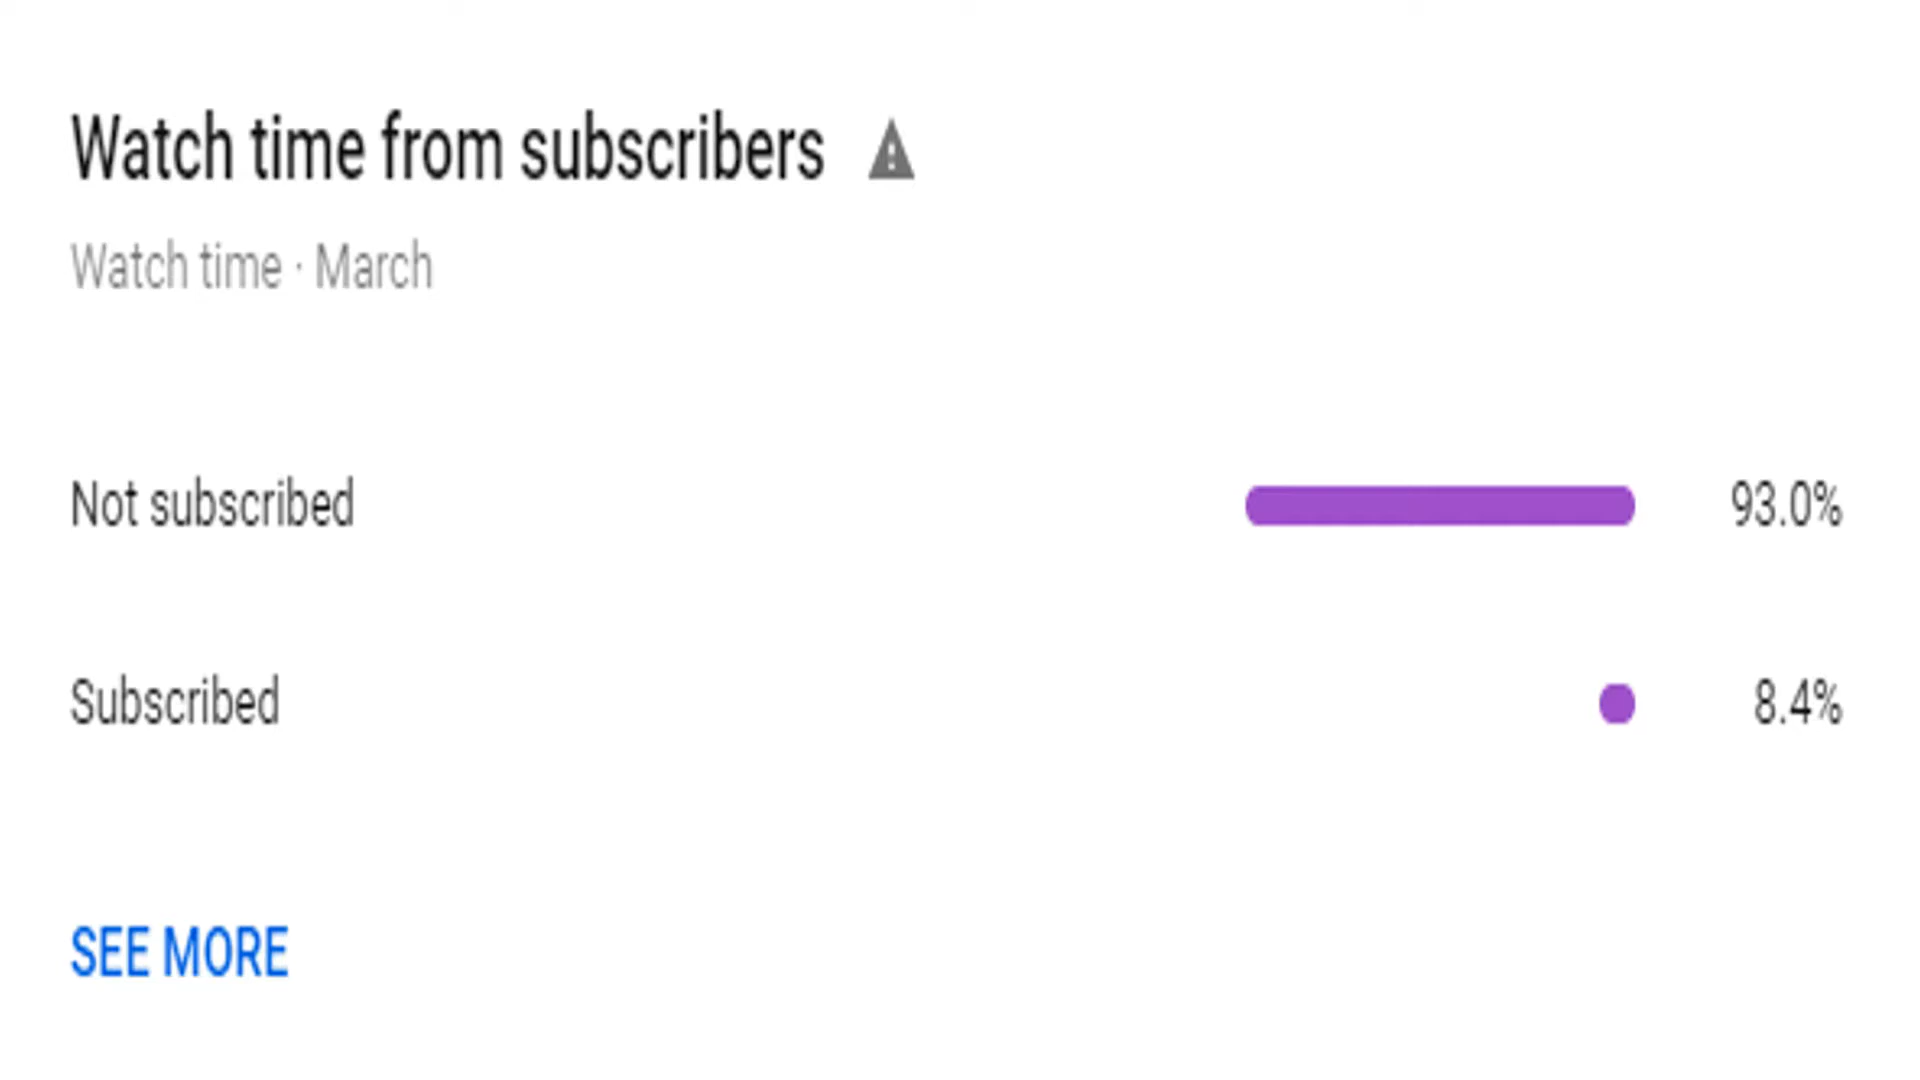 Watch time from subscribers
Watch time · March
Not subscribed 93.0%
Subscribed 8.4%
SEE MORE